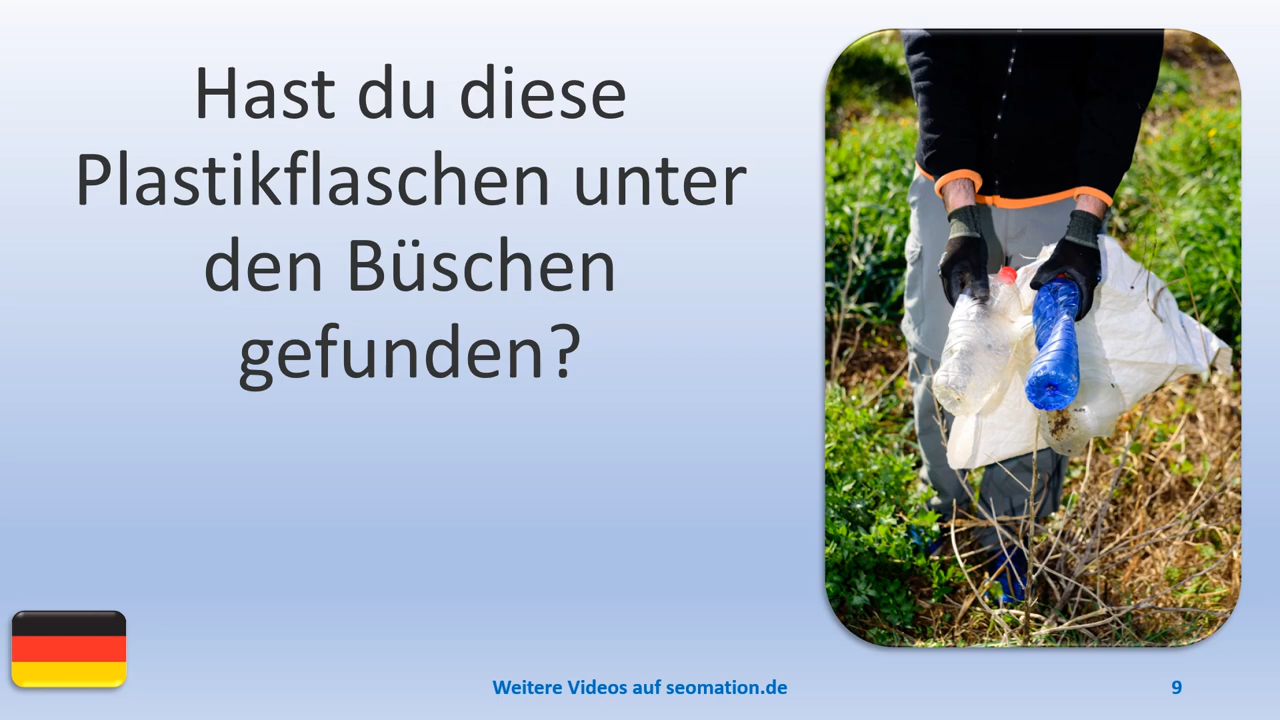 Hast du diese
Plastikflaschen unter
den Büschen
gefunden?
Weitere Videos auf seomation.de
9